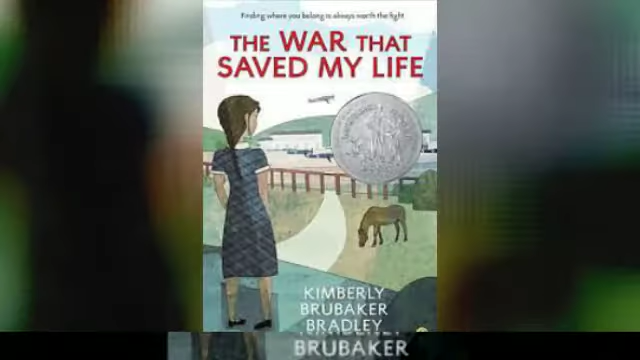 Finding where you belong is always worth the fight
THE WAR THAT
SAVED MY LIFE
KIMBERLY
BRUBAKER
BRADLEY
BRUBAKER